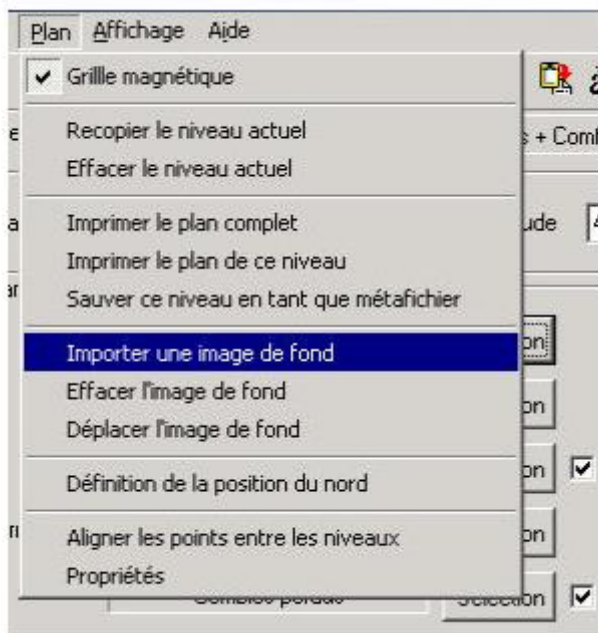 Plan Affichage Aide
Grillle magnétique
Recopier le niveau actuel
Effacer le niveau actuel
Imprimer le plan complet
Imprimer le plan de ce niveau
Sauver ce niveau en tant que métafichier
Importer une image de fond
Effacer l'image de fond
Déplacer l'image de fond
Définition de la position du nord
Aligner les points entre les niveaux
Propriétés